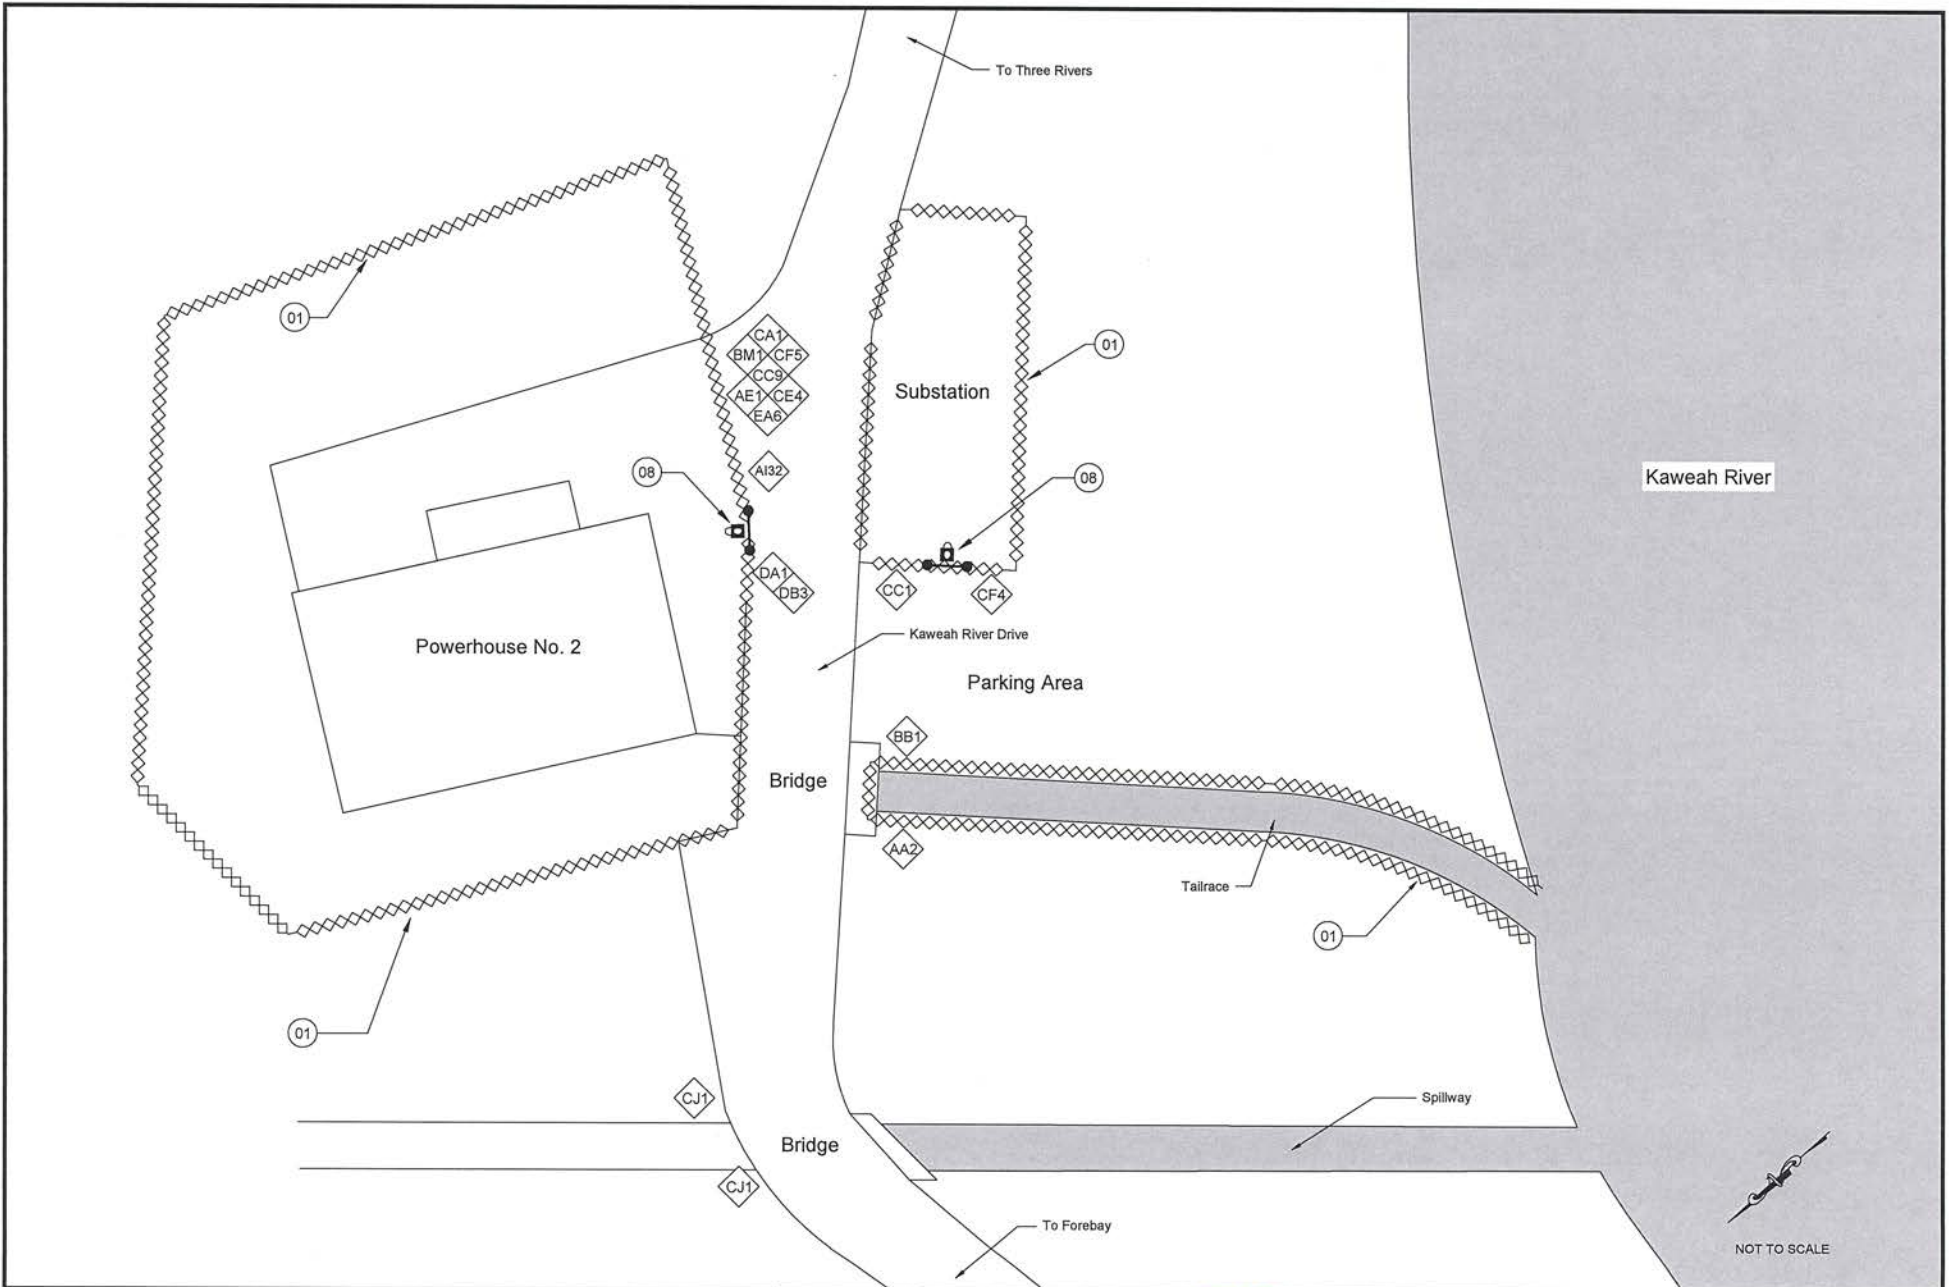 To Three Rivers
01
CA1
BM1 CF5
CC9
AE1 CE4
EA6
01
Substation
AI32
08
08
Kaweah River
DA1
DB3
CC1
CF4
Kaweah River Drive
Powerhouse No. 2
Parking Area
BB1
Bridge
AA2
Tailrace
01
01
CJ1
Spillway
Bridge
CJ1
To Forebay
NOT TO SCALE